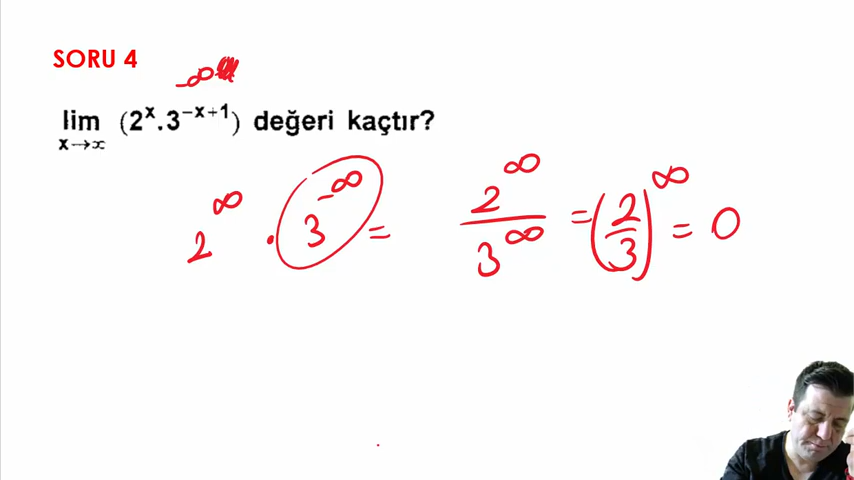 SORU 4
-∞
lim (2^x.3^-x+1) değeri kaçtır?
x→x
2^∞ . 3^-∞ = 2^∞/3^∞ = (2/3)^∞ = 0